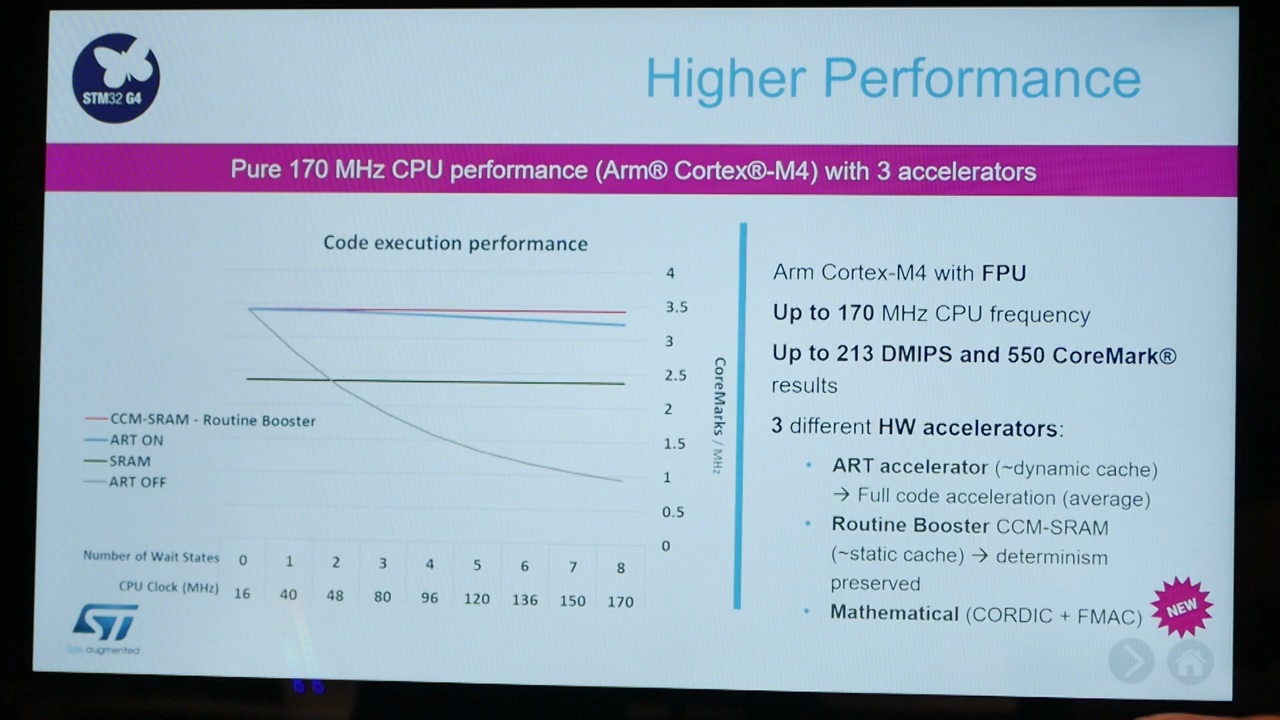 STM32 G4
Higher Performance
Pure 170 MHz CPU performance (Arm® Cortex®-M4) with 3 accelerators
Code execution performance
4
3.5
3
2.5
2
1.5
1
0.5
0
CoreMarks / MHz
CCM-SRAM - Routine Booster
ART ON
SRAM
ART OFF
Number of Wait States 0 1 2 3 4 5 6 7 8
CPU Clock (MHz) 16 40 48 80 96 120 136 150 170
ST
life.augmented
Arm Cortex-M4 with FPU
Up to 170 MHz CPU frequency
Up to 213 DMIPS and 550 CoreMark®
results
3 different HW accelerators:
• ART accelerator (~dynamic cache)
→ Full code acceleration (average)
• Routine Booster CCM-SRAM
(~static cache) → determinism
preserved
• Mathematical (CORDIC + FMAC)
NEW